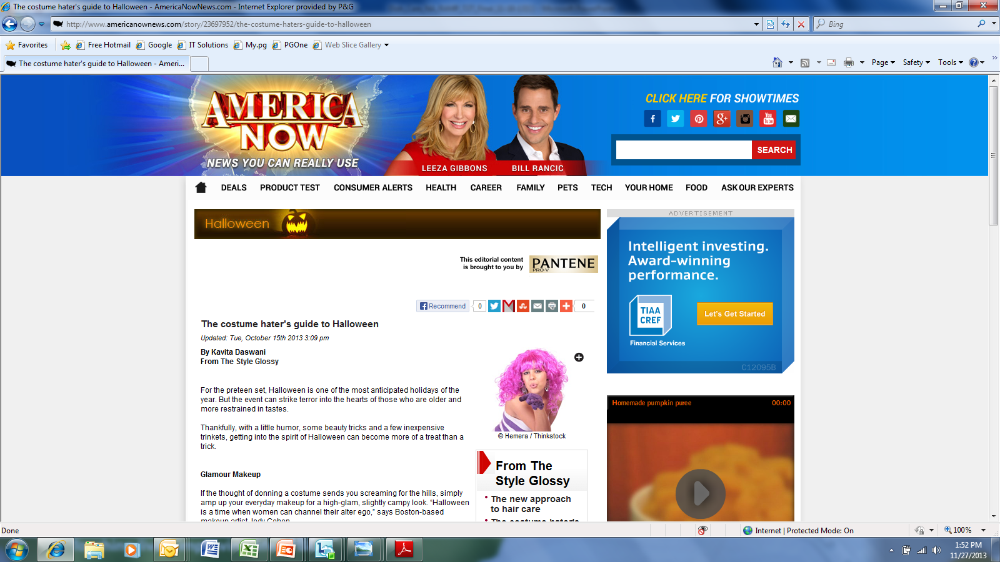 The costume hater's guide to Halloween - AmericaNowNews.com - Internet Explorer provided by P&G
http://www.americanownews.com/story/23697952/the-costume-haters-guide-to-halloween
Bing
Favorites Free Hotmail Google IT Solutions My.pg PGOne Web Slice Gallery
The costume hater's guide to Halloween - Ameri...
Page Safety Tools
AMERICA
NOW
NEWS YOU CAN REALLY USE
LEEZA GIBBONS BILL RANCIC
CLICK HERE FOR SHOWTIMES
SEARCH
DEALS PRODUCT TEST CONSUMER ALERTS HEALTH CAREER FAMILY PETS TECH YOUR HOME FOOD ASK OUR EXPERTS
Halloween
This editorial content
is brought to you by
PANTENE
PRO-V
Recommend 0 0
The costume hater's guide to Halloween
Updated: Tue, October 15th 2013 3:09 pm
By Kavita Daswani
From The Style Glossy
For the preteen set, Halloween is one of the most anticipated holidays of the
year. But the event can strike terror into the hearts of those who are older and
more restrained in tastes.
Thankfully, with a little humor, some beauty tricks and a few inexpensive
trinkets, getting into the spirit of Halloween can become more of a treat than a
trick.
Glamour Makeup
If the thought of donning a costume sends you screaming for the hills, simply
amp up your everyday makeup for a high-glam, slightly campy look. “Halloween
is a time when women can channel their alter ego,” says Boston-based
makeup artist Jody Cohen
© Hemera / Thinkstock
From The
Style Glossy
The new approach
to hair care
The costume hater's
ADVERTISEMENT
Intelligent investing.
Award-winning
performance.
TIAA
CREF
Financial Services
Let's Get Started
C12095B
Homemade pumpkin puree 00:00
Done
Internet | Protected Mode: On
100%
1:52 PM
11/27/2013